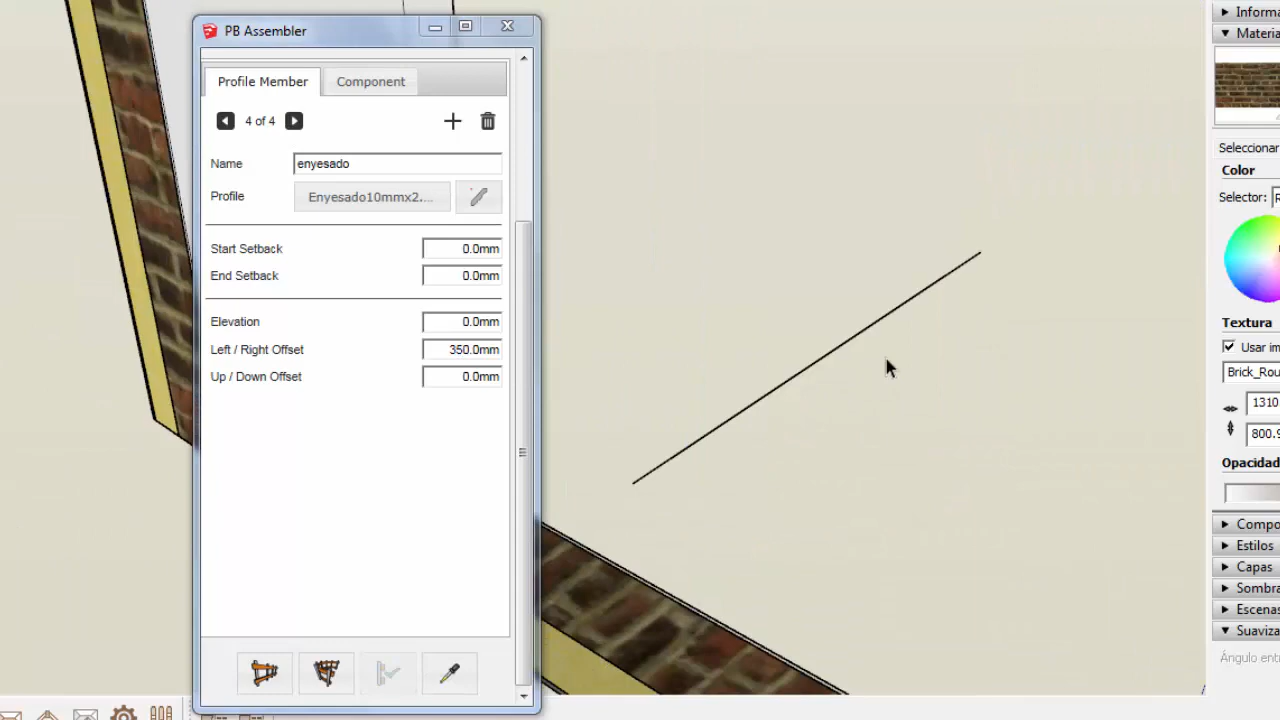 PB Assembler
Profile Member Component
4 of 4
Name enyesado
Profile Enyesado10mmx2....
Start Setback 0.0mm
End Setback 0.0mm
Elevation 0.0mm
Left / Right Offset 350.0mm
Up / Down Offset 0.0mm
Informa
Materia
Seleccionar
Color
Selector: R
Textura
Usar im
Brick_Rou
1310
800.9
Opacidad
Compo
Estilos
Capas
Sombra
Escenas
Suaviza
Ángulo ent